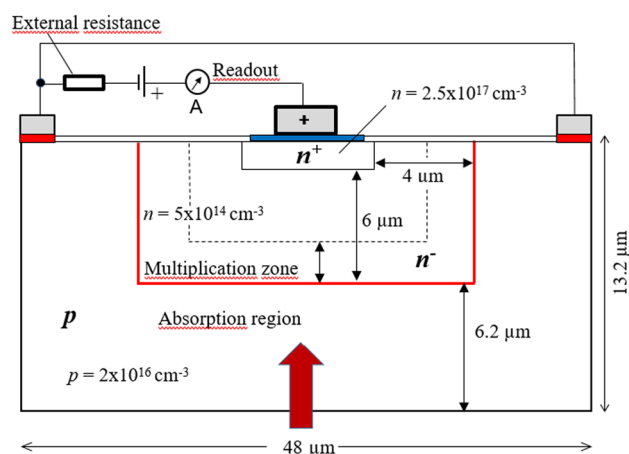 External resistance
Readout
+
A
+
n = 2.5x10¹⁷ cm⁻³
n⁺
4 um
n = 5x10¹⁴ cm⁻³
6 µm
n⁻
Multiplication zone
p
Absorption region
6.2 µm
13.2 µm
p = 2x10¹⁶ cm⁻³
48 µm